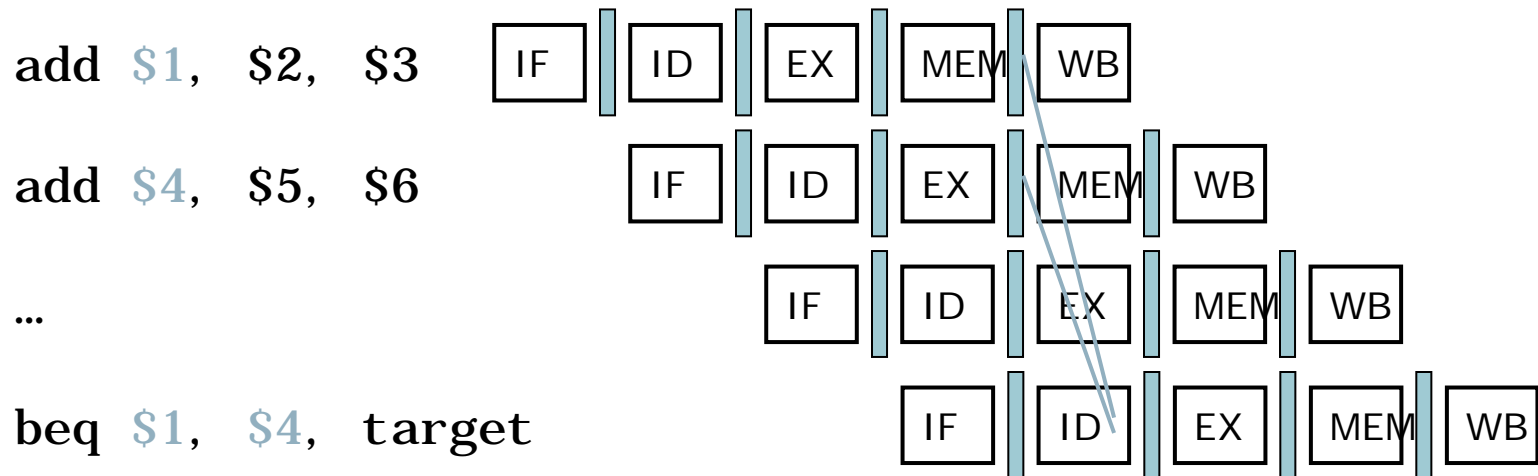 add $1, $2, $3 IF ID EX MEM WB
add $4, $5, $6 IF ID EX MEM WB
… IF ID EX MEM WB
beq $1, $4, target IF ID EX MEM WB